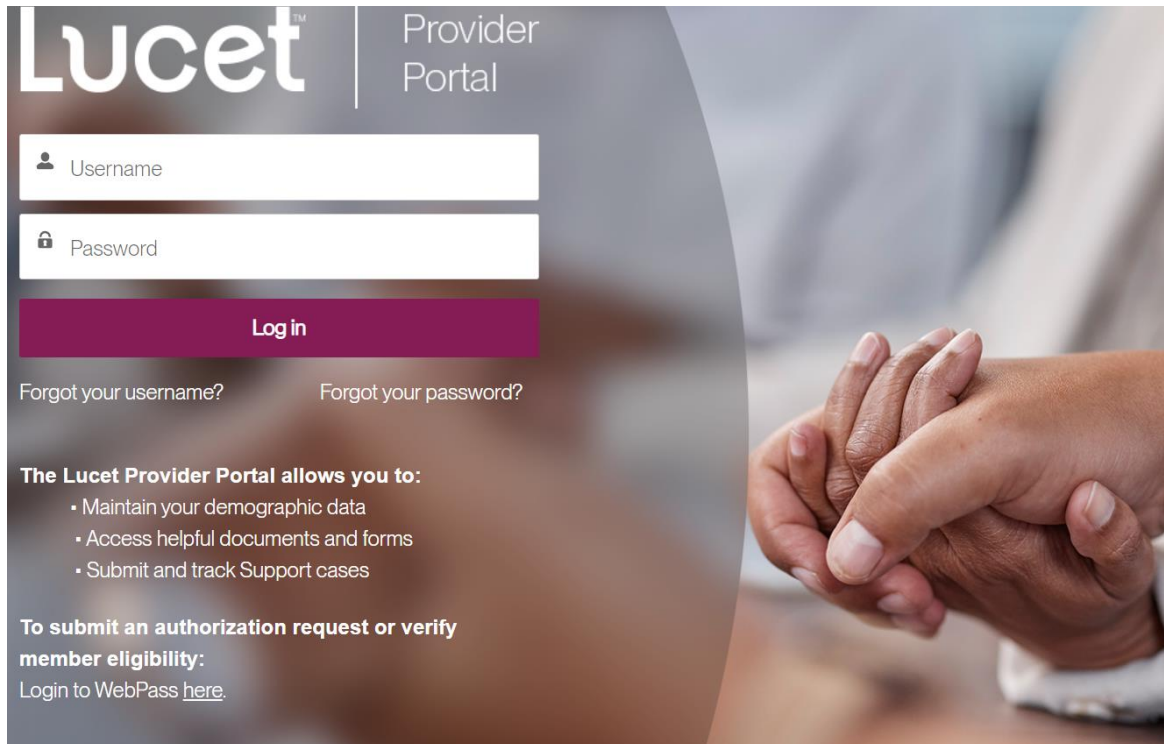 Lucet™
Provider
Portal
Username
Password
Log in
Forgot your username? Forgot your password?
The Lucet Provider Portal allows you to:
▪ Maintain your demographic data
▪ Access helpful documents and forms
▪ Submit and track Support cases
To submit an authorization request or verify
member eligibility:
Login to WebPass here.